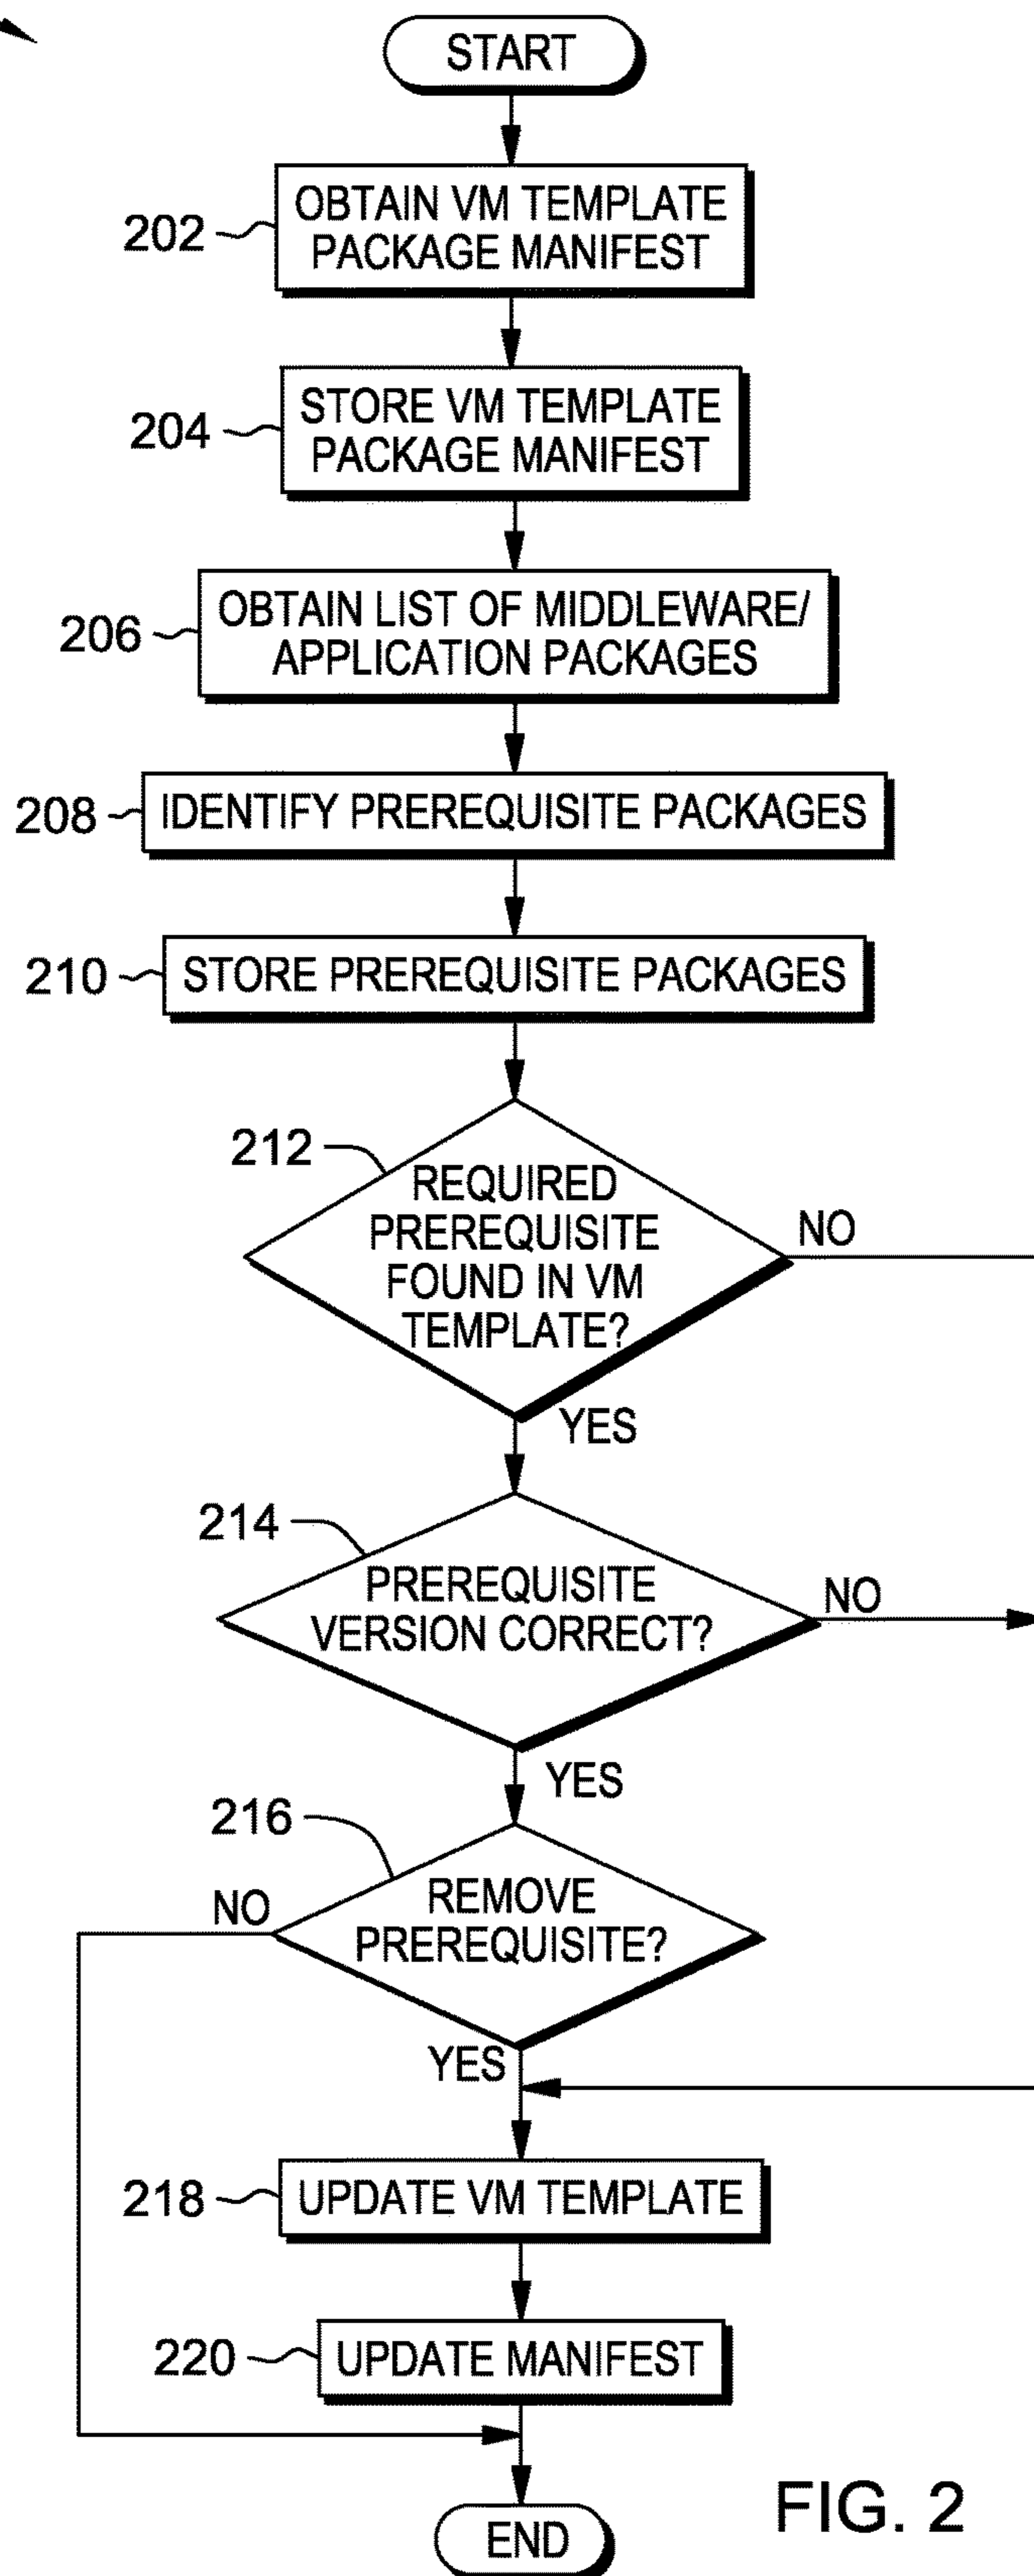 START
202
OBTAIN VM TEMPLATE
PACKAGE MANIFEST
204
STORE VM TEMPLATE
PACKAGE MANIFEST
206
OBTAIN LIST OF MIDDLEWARE/
APPLICATION PACKAGES
208
IDENTIFY PREREQUISITE PACKAGES
210
STORE PREREQUISITE PACKAGES
212
REQUIRED
PREREQUISITE
FOUND IN VM
TEMPLATE?
NO
YES
214
PREREQUISITE
VERSION CORRECT?
NO
YES
216
REMOVE
PREREQUISITE?
NO
YES
218
UPDATE VM TEMPLATE
220
UPDATE MANIFEST
END
FIG. 2